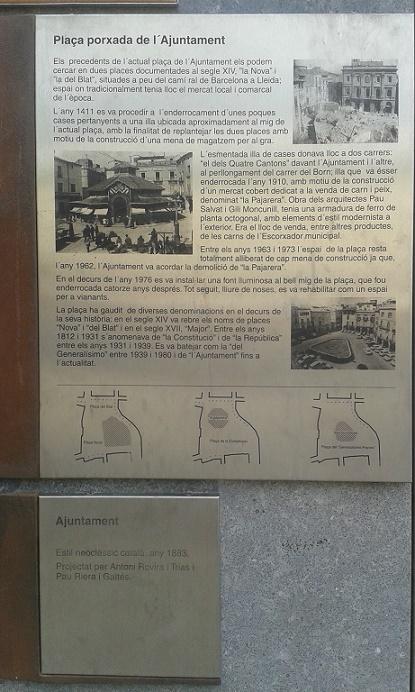 Plaça porxada de l´Ajuntament
Els precedents de l´actual plaça de l´Ajuntament els podem
cercar en dues places documentades al segle XIV, "la Nova" i
"la del Blat", situades a peu del camí ral de Barcelona a Lleida;
espai on tradicionalment tenia lloc el mercat local i comarcal
de l´època.
L´any 1411 es va procedir a l´enderrocament d´unes poques
cases pertanyents a una illa ubicada aproximadament al mig de
l´actual plaça, amb la finalitat de replantejar les dues places amb
motiu de la construcció d´una mena de magatzem per al gra.
L´esmentada illa de cases donava lloc a dos carrers:
"el dels Quatre Cantons" davant l´Ajuntament i l´altre,
al perllongament del carrer del Born; illa que va ésser
enderrocada l´any 1910, amb motiu de la construcció
d´un mercat cobert dedicat a la venda de carn i peix,
denominat "la Pajarera". Obra dels arquitectes Pau
Salvat i Gili Moncunill, tenia una armadura de ferro de
planta octogonal, amb elements d´estil modernista a
l´exterior. Era el lloc de venda, entre altres productes,
de les carns de l´Escorxador municipal.
Entre els anys 1963 i 1973 l´espai de la plaça resta
totalment alliberat de cap mena de construcció ja que,
l´any 1962, l´Ajuntament va acordar la demolició de "la Pajarera".
En el decurs de l´any 1976 es va instal·lar una font lluminosa al bell mig de la plaça, que fou
enderrocada catorze anys després. Tot seguit, lliure de noses, es va rehabilitar com un espai
per a vianants.
La plaça ha gaudit de diverses denominacions en el decurs de
la seva història: en el segle XIV va rebre els noms de places
"Nova" i "del Blat" i en el segle XVII, "Major". Entre els anys
1812 i 1931 s´anomenava de "la Constitució" i de "la República"
entre els anys 1931 i 1939. Es va batejar com la "del
Generalísimo" entre 1939 i 1980 i de "l´Ajuntament" fins a
l´actualitat.
Plaça del Blat
Plaça Nova
Plaça de la
Plaça del
Ajuntament
Estil neoclàssic català, any 1883.
Projectat per Antoni Rovira i Trias i
Pau Riera i Gaités.